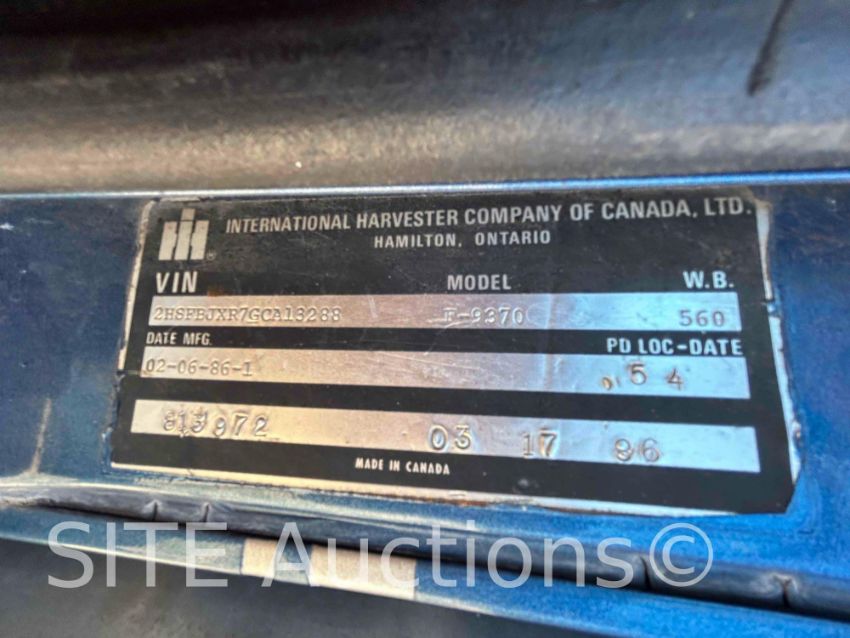 IH®
INTERNATIONAL HARVESTER COMPANY OF CANADA, LTD.
HAMILTON, ONTARIO
VIN MODEL W.B.
2HSFBJXR7GCA13288 F-9370 560
DATE MFG. PD LOC-DATE
02-06-86-1 54
03 17 86
MADE IN CANADA
SITE Auctions©